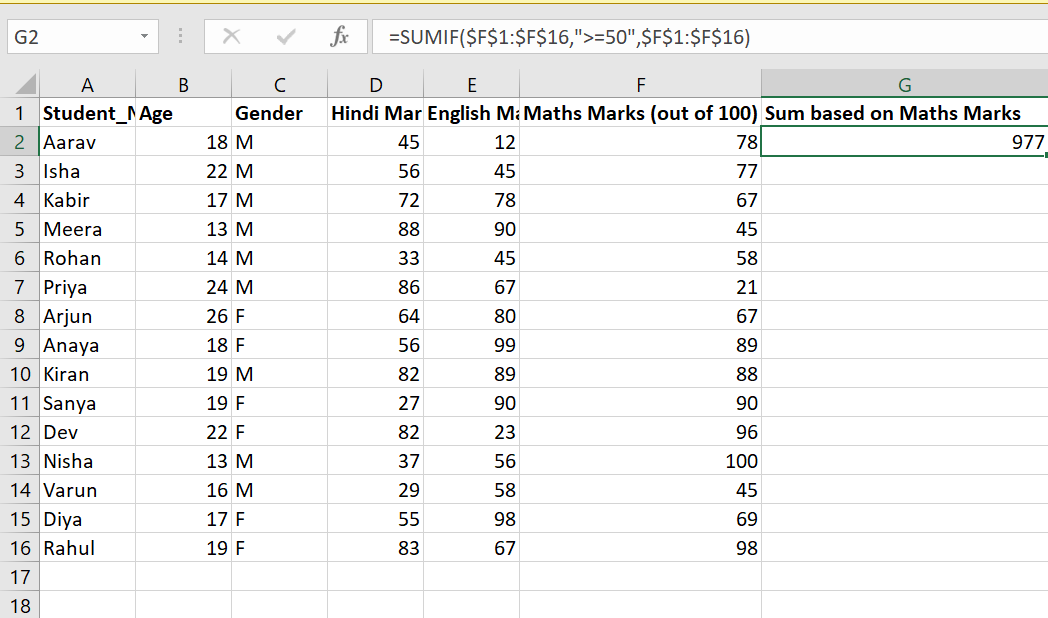 G2 fx =SUMIF($F$1:$F$16,">=50",$F$1:$F$16)
A B C D E F G
1 Student_N Age Gender Hindi Mar English Ma Maths Marks (out of 100) Sum based on Maths Marks
2 Aarav 18 M 45 12 78 977
3 Isha 22 M 56 45 77
4 Kabir 17 M 72 78 67
5 Meera 13 M 88 90 45
6 Rohan 14 M 33 45 58
7 Priya 24 M 86 67 21
8 Arjun 26 F 64 80 67
9 Anaya 18 F 56 99 89
10 Kiran 19 M 82 89 88
11 Sanya 19 F 27 90 90
12 Dev 22 F 82 23 96
13 Nisha 13 M 37 56 100
14 Varun 16 M 29 58 45
15 Diya 17 F 55 98 69
16 Rahul 19 F 83 67 98
17
18